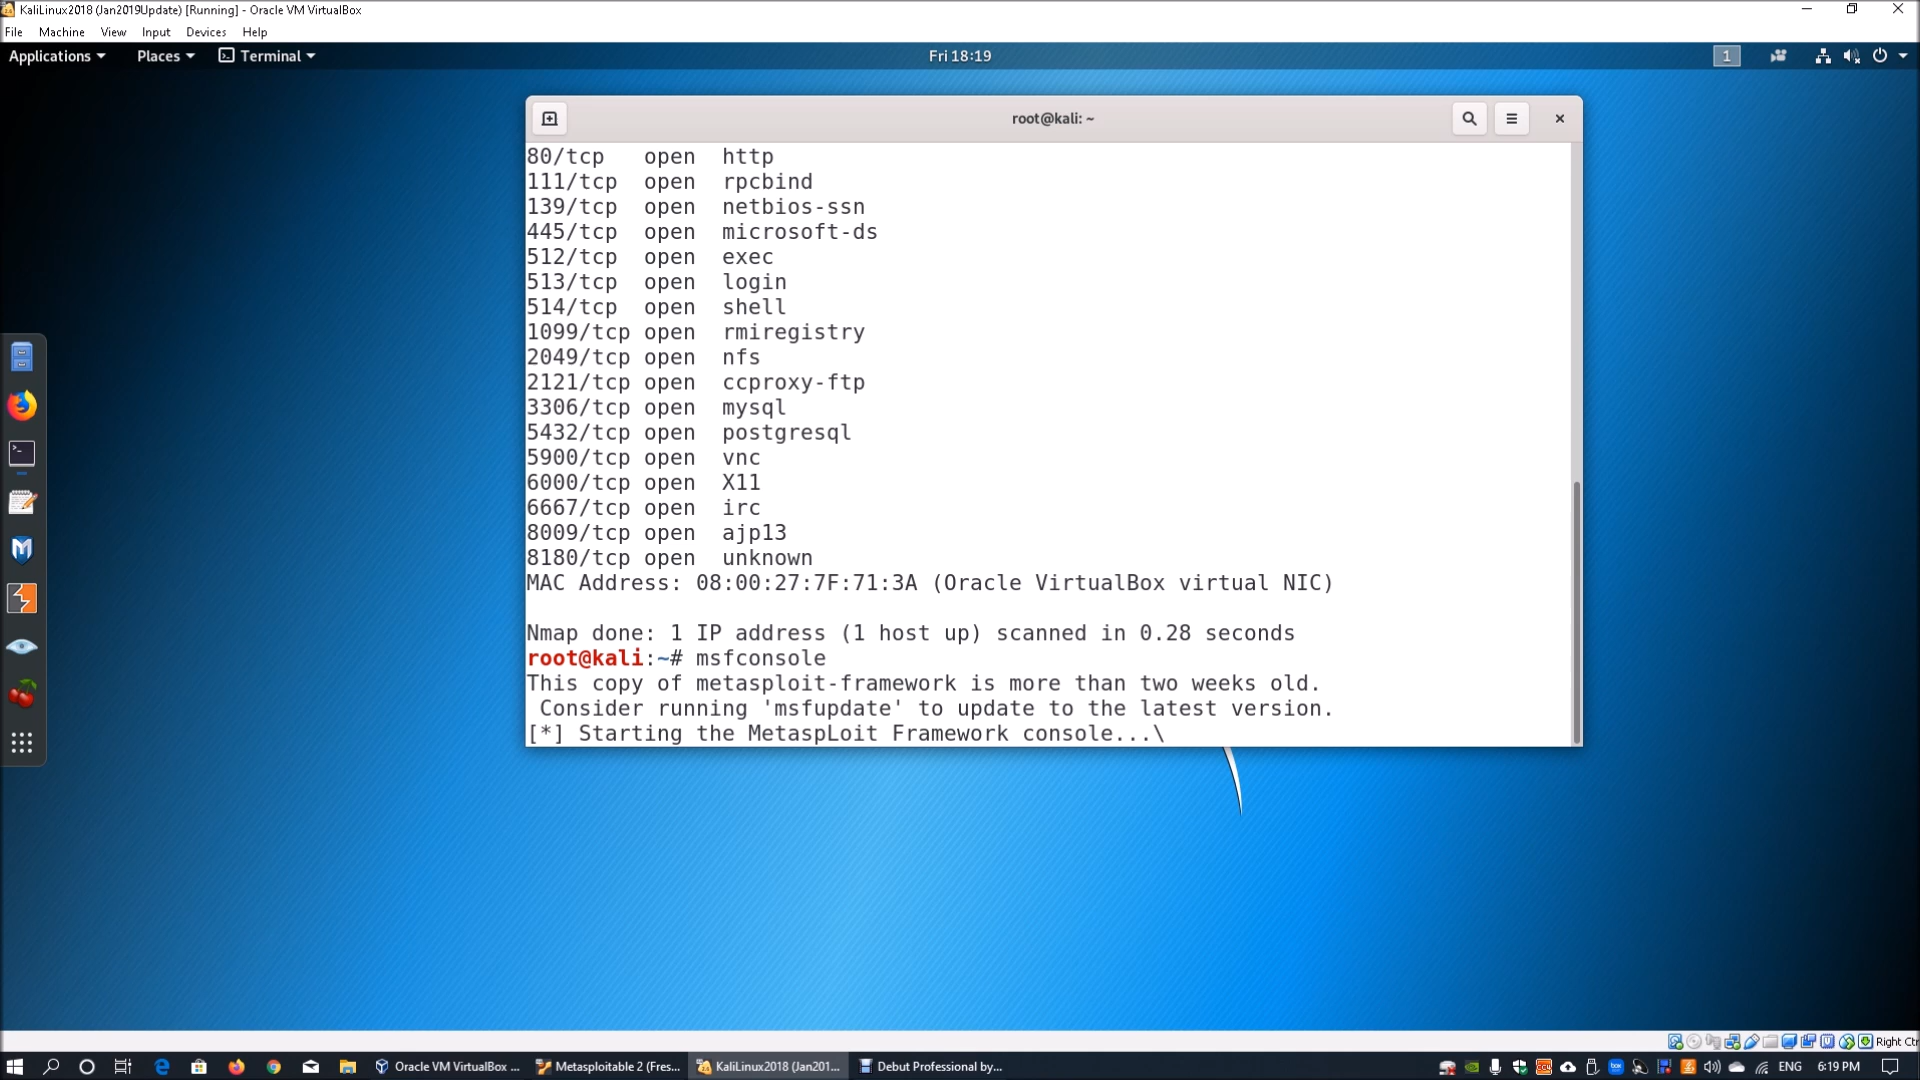 KaliLinux2018 (Jan2019Update) [Running] - Oracle VM VirtualBox
File Machine View Input Devices Help
Applications Places Terminal Fri 18:19 1
root@kali: ~
80/tcp open http
111/tcp open rpcbind
139/tcp open netbios-ssn
445/tcp open microsoft-ds
512/tcp open exec
513/tcp open login
514/tcp open shell
1099/tcp open rmiregistry
2049/tcp open nfs
2121/tcp open ccproxy-ftp
3306/tcp open mysql
5432/tcp open postgresql
5900/tcp open vnc
6000/tcp open X11
6667/tcp open irc
8009/tcp open ajp13
8180/tcp open unknown
MAC Address: 08:00:27:7F:71:3A (Oracle VirtualBox virtual NIC)
Nmap done: 1 IP address (1 host up) scanned in 0.28 seconds
root@kali:~# msfconsole
This copy of metasploit-framework is more than two weeks old.
Consider running 'msfupdate' to update to the latest version.
[*] Starting the MetaspLoit Framework console...\
Right Ctr
Oracle VM VirtualBox ... Metasploitable 2 (Fres... KaliLinux2018 (Jan201... Debut Professional by... ENG 6:19 PM